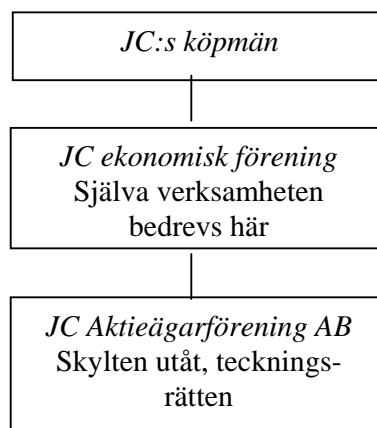 JC:s köpmän
JC ekonomisk förening
Själva verksamheten
bedrevs här
JC Aktieägarförening AB
Skylten utåt, tecknings-
rätten